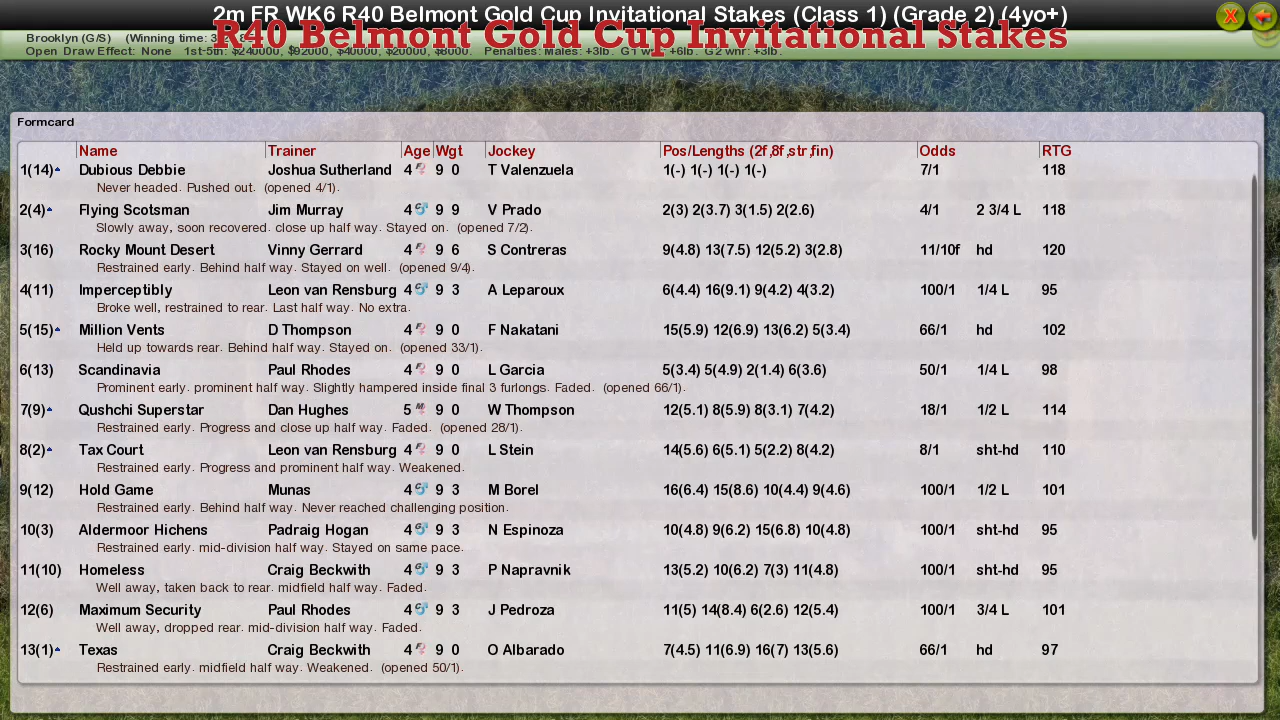 2m FR WK6 R40 Belmont Gold Cup Invitational Stakes (Class 1) (Grade 2) (4yo+)
R40 Belmont Gold Cup Invitational Stakes
Brooklyn (G/S) (Winning time:
Open Draw Effect: None 1st-5th: $240000, $92000, $40000, $20000, $8000. Penalties: Males: +3lb. G1 wnr: +6lb. G2 wnr: +3lb.
Formcard
Name Trainer Age Wgt Jockey Pos/Lengths (2f,8f,str,fin) Odds RTG
1(14) Dubious Debbie Joshua Sutherland 4 F 9 0 T Valenzuela 1(-) 1(-) 1(-) 1(-) 7/1 118
Never headed. Pushed out. (opened 4/1).
2(4) Flying Scotsman Jim Murray 4 C 9 9 V Prado 2(3) 2(3.7) 3(1.5) 2(2.6) 4/1 2 3/4 L 118
Slowly away, soon recovered. close up half way. Stayed on. (opened 7/2).
3(16) Rocky Mount Desert Vinny Gerrard 4 F 9 6 S Contreras 9(4.8) 13(7.5) 12(5.2) 3(2.8) 11/10f hd 120
Restrained early. Behind half way. Stayed on well. (opened 9/4).
4(11) Imperceptibly Leon van Rensburg 4 9 3 A Leparoux 6(4.4) 16(9.1) 9(4.2) 4(3.2) 100/1 1/4 L 95
Broke well, restrained to rear. Last half way. No extra.
5(15) Million Vents D Thompson 4 F 9 0 F Nakatani 15(5.9) 12(6.9) 13(6.2) 5(3.4) 66/1 hd 102
Held up towards rear. Behind half way. Stayed on. (opened 33/1).
6(13) Scandinavia Paul Rhodes 4 F 9 0 L Garcia 5(3.4) 5(4.9) 2(1.4) 6(3.6) 50/1 1/4 L 98
Prominent early. prominent half way. Slightly hampered inside final 3 furlongs. Faded. (opened 66/1).
7(9) Qushchi Superstar Dan Hughes 5 M 9 0 W Thompson 12(5.1) 8(5.9) 8(3.1) 7(4.2) 18/1 1/2 L 114
Restrained early. Progress and close up half way. Faded. (opened 28/1).
8(2) Tax Court Leon van Rensburg 4 F 9 0 L Stein 14(5.6) 6(5.1) 5(2.2) 8(4.2) 8/1 sht-hd 110
Restrained early. Progress and prominent half way. Weakened.
9(12) Hold Game Munas 4 9 3 M Borel 16(6.4) 15(8.6) 10(4.4) 9(4.6) 100/1 1/2 L 101
Restrained early. Behind half way. Never reached challenging position.
10(3) Aldermoor Hichens Padraig Hogan 4 9 3 N Espinoza 10(4.8) 9(6.2) 15(6.8) 10(4.8) 100/1 sht-hd 95
Restrained early. mid-division half way. Stayed on same pace.
11(10) Homeless Craig Beckwith 4 9 3 P Napravnik 13(5.2) 10(6.2) 7(3) 11(4.8) 100/1 sht-hd 95
Well away, taken back to rear. midfield half way. Faded.
12(6) Maximum Security Paul Rhodes 4 9 3 J Pedroza 11(5) 14(8.4) 6(2.6) 12(5.4) 100/1 3/4 L 101
Well away, dropped rear. mid-division half way. Faded.
13(1) Texas Craig Beckwith 4 F 9 0 O Albarado 7(4.5) 11(6.9) 16(7) 13(5.6) 66/1 hd 97
Restrained early. midfield half way. Weakened. (opened 50/1).